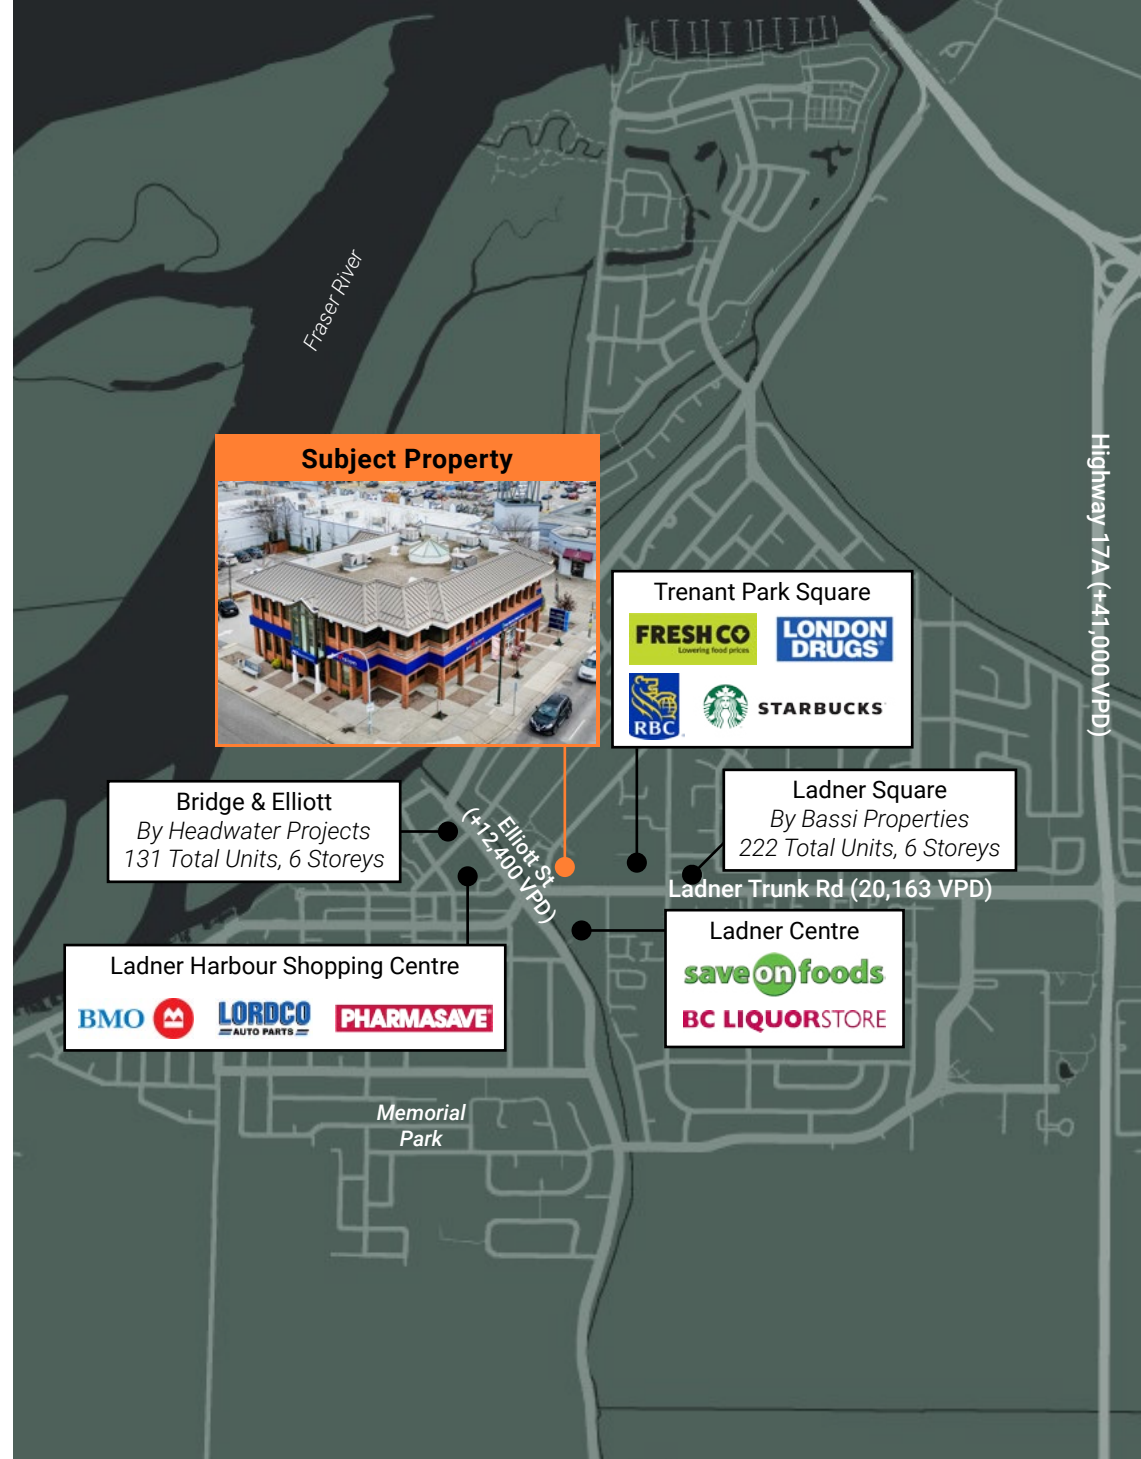 Fraser River
Subject Property
Highway 17A (+41,000 VPD)
Trenant Park Square
FRESHCO
Lowering food prices
LONDON
DRUGS
RBC
STARBUCKS
Bridge & Elliott
By Headwater Projects
131 Total Units, 6 Storeys
Elliott St
(+12,400 VPD)
Ladner Square
By Bassi Properties
222 Total Units, 6 Storeys
Ladner Trunk Rd (20,163 VPD)
Ladner Harbour Shopping Centre
BMO
LORDCO
AUTO PARTS
PHARMASAVE
Ladner Centre
save on foods
BC LIQUORSTORE
Memorial
Park